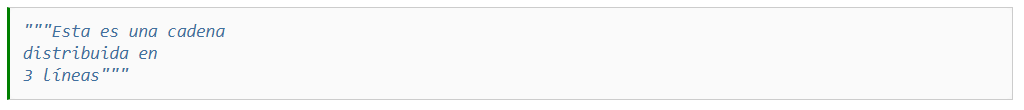 """Esta es una cadena
distribuida en
3 líneas"""